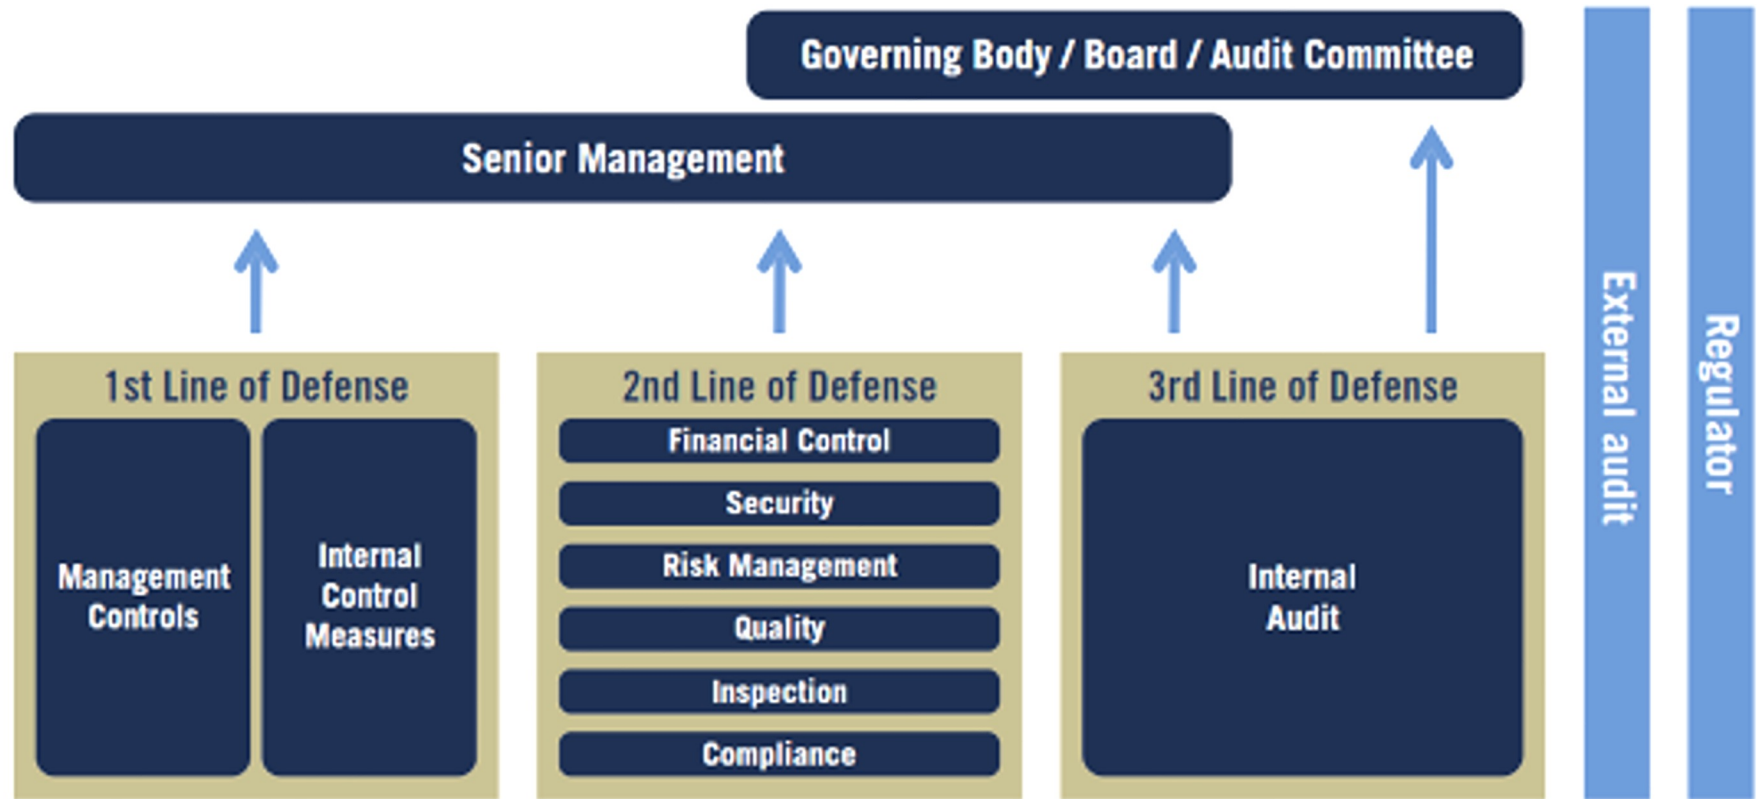 Governing Body / Board / Audit Committee
Senior Management
1st Line of Defense
Management
Controls
Internal
Control
Measures
2nd Line of Defense
Financial Control
Security
Risk Management
Quality
Inspection
Compliance
3rd Line of Defense
Internal
Audit
External audit
Regulator